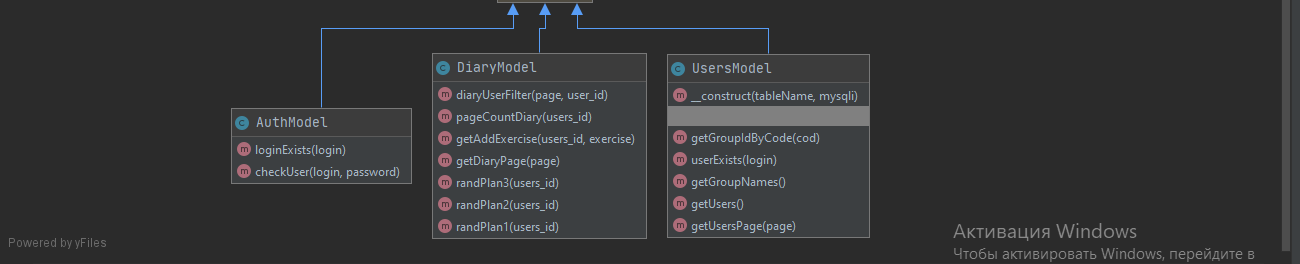 DiaryModel
diaryUserFilter(page, user_id)
pageCountDiary(users_id)
getAddExercise(users_id, exercise)
getDiaryPage(page)
randPlan3(users_id)
randPlan2(users_id)
randPlan1(users_id)
UsersModel
__construct(tableName, mysqli)
getGroupIdByCode(cod)
userExists(login)
getGroupNames()
getUsers()
getUsersPage(page)
AuthModel
loginExists(login)
checkUser(login, password)
Powered by yFiles
Активация Windows
Чтобы активировать Windows, перейдите в